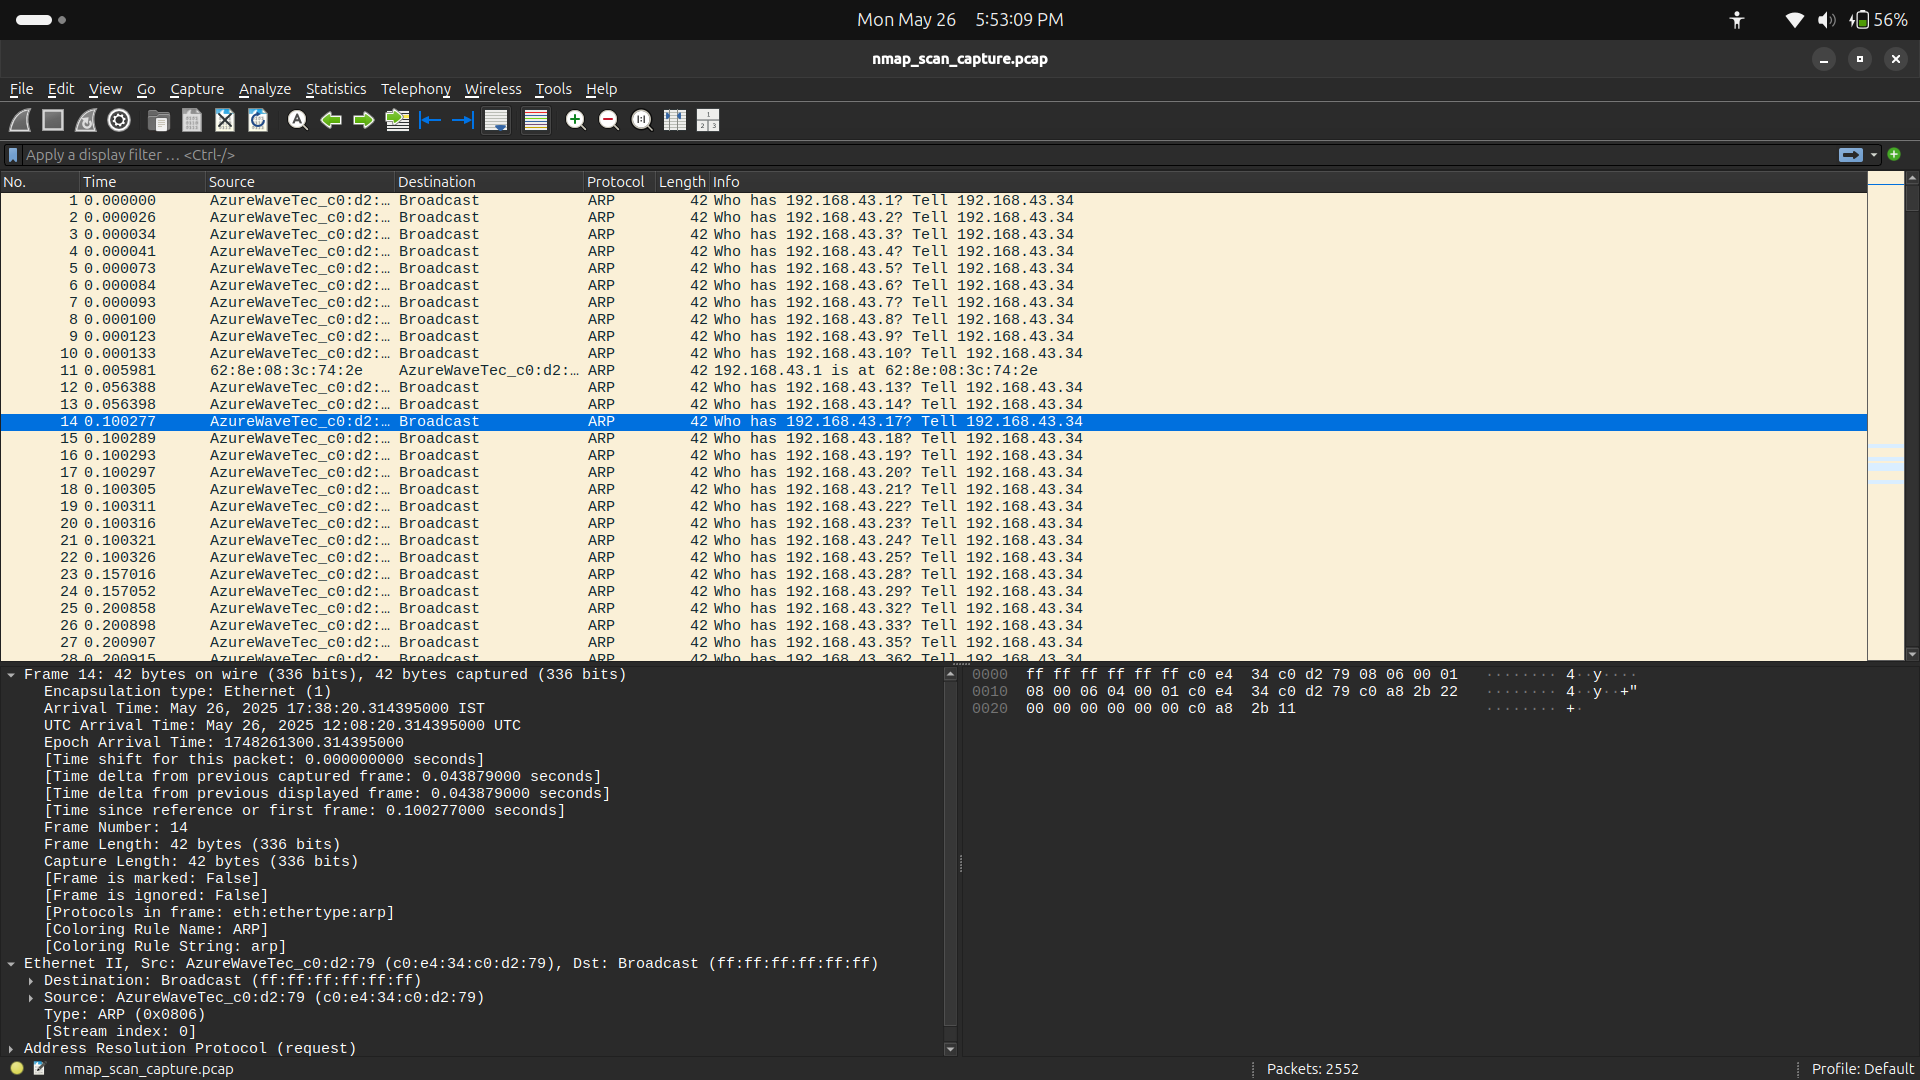 Mon May 26 5:53:09 PM 56%
nmap_scan_capture.pcap
File Edit View Go Capture Analyze Statistics Telephony Wireless Tools Help
Apply a display filter … <Ctrl-/>
No. Time Source Destination Protocol Length Info
1 0.000000 AzureWaveTec_c0:d2:… Broadcast ARP 42 Who has 192.168.43.1? Tell 192.168.43.34
2 0.000026 AzureWaveTec_c0:d2:… Broadcast ARP 42 Who has 192.168.43.2? Tell 192.168.43.34
3 0.000034 AzureWaveTec_c0:d2:… Broadcast ARP 42 Who has 192.168.43.3? Tell 192.168.43.34
4 0.000041 AzureWaveTec_c0:d2:… Broadcast ARP 42 Who has 192.168.43.4? Tell 192.168.43.34
5 0.000073 AzureWaveTec_c0:d2:… Broadcast ARP 42 Who has 192.168.43.5? Tell 192.168.43.34
6 0.000084 AzureWaveTec_c0:d2:… Broadcast ARP 42 Who has 192.168.43.6? Tell 192.168.43.34
7 0.000093 AzureWaveTec_c0:d2:… Broadcast ARP 42 Who has 192.168.43.7? Tell 192.168.43.34
8 0.000100 AzureWaveTec_c0:d2:… Broadcast ARP 42 Who has 192.168.43.8? Tell 192.168.43.34
9 0.000123 AzureWaveTec_c0:d2:… Broadcast ARP 42 Who has 192.168.43.9? Tell 192.168.43.34
10 0.000133 AzureWaveTec_c0:d2:… Broadcast ARP 42 Who has 192.168.43.10? Tell 192.168.43.34
11 0.005981 62:8e:08:3c:74:2e AzureWaveTec_c0:d2:… ARP 42 192.168.43.1 is at 62:8e:08:3c:74:2e
12 0.056388 AzureWaveTec_c0:d2:… Broadcast ARP 42 Who has 192.168.43.13? Tell 192.168.43.34
13 0.056398 AzureWaveTec_c0:d2:… Broadcast ARP 42 Who has 192.168.43.14? Tell 192.168.43.34
14 0.100277 AzureWaveTec_c0:d2:… Broadcast ARP 42 Who has 192.168.43.17? Tell 192.168.43.34
15 0.100289 AzureWaveTec_c0:d2:… Broadcast ARP 42 Who has 192.168.43.18? Tell 192.168.43.34
16 0.100293 AzureWaveTec_c0:d2:… Broadcast ARP 42 Who has 192.168.43.19? Tell 192.168.43.34
17 0.100297 AzureWaveTec_c0:d2:… Broadcast ARP 42 Who has 192.168.43.20? Tell 192.168.43.34
18 0.100305 AzureWaveTec_c0:d2:… Broadcast ARP 42 Who has 192.168.43.21? Tell 192.168.43.34
19 0.100311 AzureWaveTec_c0:d2:… Broadcast ARP 42 Who has 192.168.43.22? Tell 192.168.43.34
20 0.100316 AzureWaveTec_c0:d2:… Broadcast ARP 42 Who has 192.168.43.23? Tell 192.168.43.34
21 0.100321 AzureWaveTec_c0:d2:… Broadcast ARP 42 Who has 192.168.43.24? Tell 192.168.43.34
22 0.100326 AzureWaveTec_c0:d2:… Broadcast ARP 42 Who has 192.168.43.25? Tell 192.168.43.34
23 0.157016 AzureWaveTec_c0:d2:… Broadcast ARP 42 Who has 192.168.43.28? Tell 192.168.43.34
24 0.157052 AzureWaveTec_c0:d2:… Broadcast ARP 42 Who has 192.168.43.29? Tell 192.168.43.34
25 0.200858 AzureWaveTec_c0:d2:… Broadcast ARP 42 Who has 192.168.43.32? Tell 192.168.43.34
26 0.200898 AzureWaveTec_c0:d2:… Broadcast ARP 42 Who has 192.168.43.33? Tell 192.168.43.34
27 0.200907 AzureWaveTec_c0:d2:… Broadcast ARP 42 Who has 192.168.43.35? Tell 192.168.43.34
28 0.200915 AzureWaveTec_c0:d2:… Broadcast ARP 42 Who has 192.168.43.36? Tell 192.168.43.34
Frame 14: 42 bytes on wire (336 bits), 42 bytes captured (336 bits)
Encapsulation type: Ethernet (1)
Arrival Time: May 26, 2025 17:38:20.314395000 IST
UTC Arrival Time: May 26, 2025 12:08:20.314395000 UTC
Epoch Arrival Time: 1748261300.314395000
[Time shift for this packet: 0.000000000 seconds]
[Time delta from previous captured frame: 0.043879000 seconds]
[Time delta from previous displayed frame: 0.043879000 seconds]
[Time since reference or first frame: 0.100277000 seconds]
Frame Number: 14
Frame Length: 42 bytes (336 bits)
Capture Length: 42 bytes (336 bits)
[Frame is marked: False]
[Frame is ignored: False]
[Protocols in frame: eth:ethertype:arp]
[Coloring Rule Name: ARP]
[Coloring Rule String: arp]
Ethernet II, Src: AzureWaveTec_c0:d2:79 (c0:e4:34:c0:d2:79), Dst: Broadcast (ff:ff:ff:ff:ff:ff)
Destination: Broadcast (ff:ff:ff:ff:ff:ff)
Source: AzureWaveTec_c0:d2:79 (c0:e4:34:c0:d2:79)
Type: ARP (0x0806)
[Stream index: 0]
Address Resolution Protocol (request)
0000 ff ff ff ff ff ff c0 e4 34 c0 d2 79 08 06 00 01 ········ 4··y····
0010 08 00 06 04 00 01 c0 e4 34 c0 d2 79 c0 a8 2b 22 ········ 4··y··+"
0020 00 00 00 00 00 00 c0 a8 2b 11 ········ +·
nmap_scan_capture.pcap Packets: 2552 Profile: Default